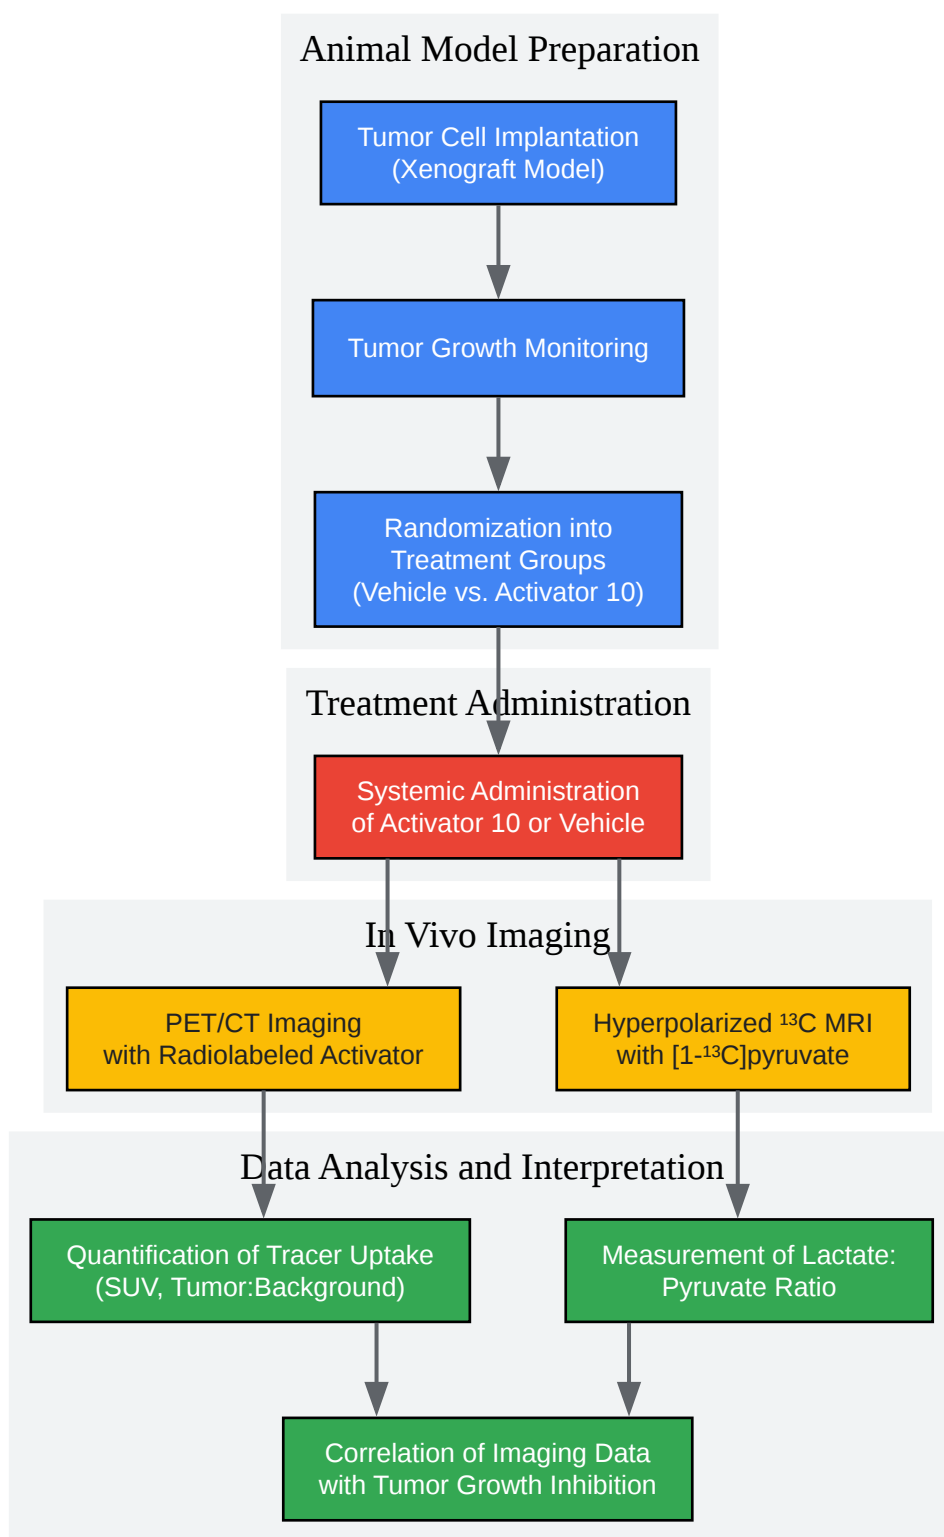 Animal Model Preparation
Tumor Cell Implantation
(Xenograft Model)
Tumor Growth Monitoring
Randomization into
Treatment Groups
(Vehicle vs. Activator 10)
Treatment Administration
Systemic Administration
of Activator 10 or Vehicle
In Vivo Imaging
PET/CT Imaging
with Radiolabeled Activator
Hyperpolarized ¹³C MRI
with [1-¹³C]pyruvate
Data Analysis and Interpretation
Quantification of Tracer Uptake
(SUV, Tumor:Background)
Measurement of Lactate:
Pyruvate Ratio
Correlation of Imaging Data
with Tumor Growth Inhibition